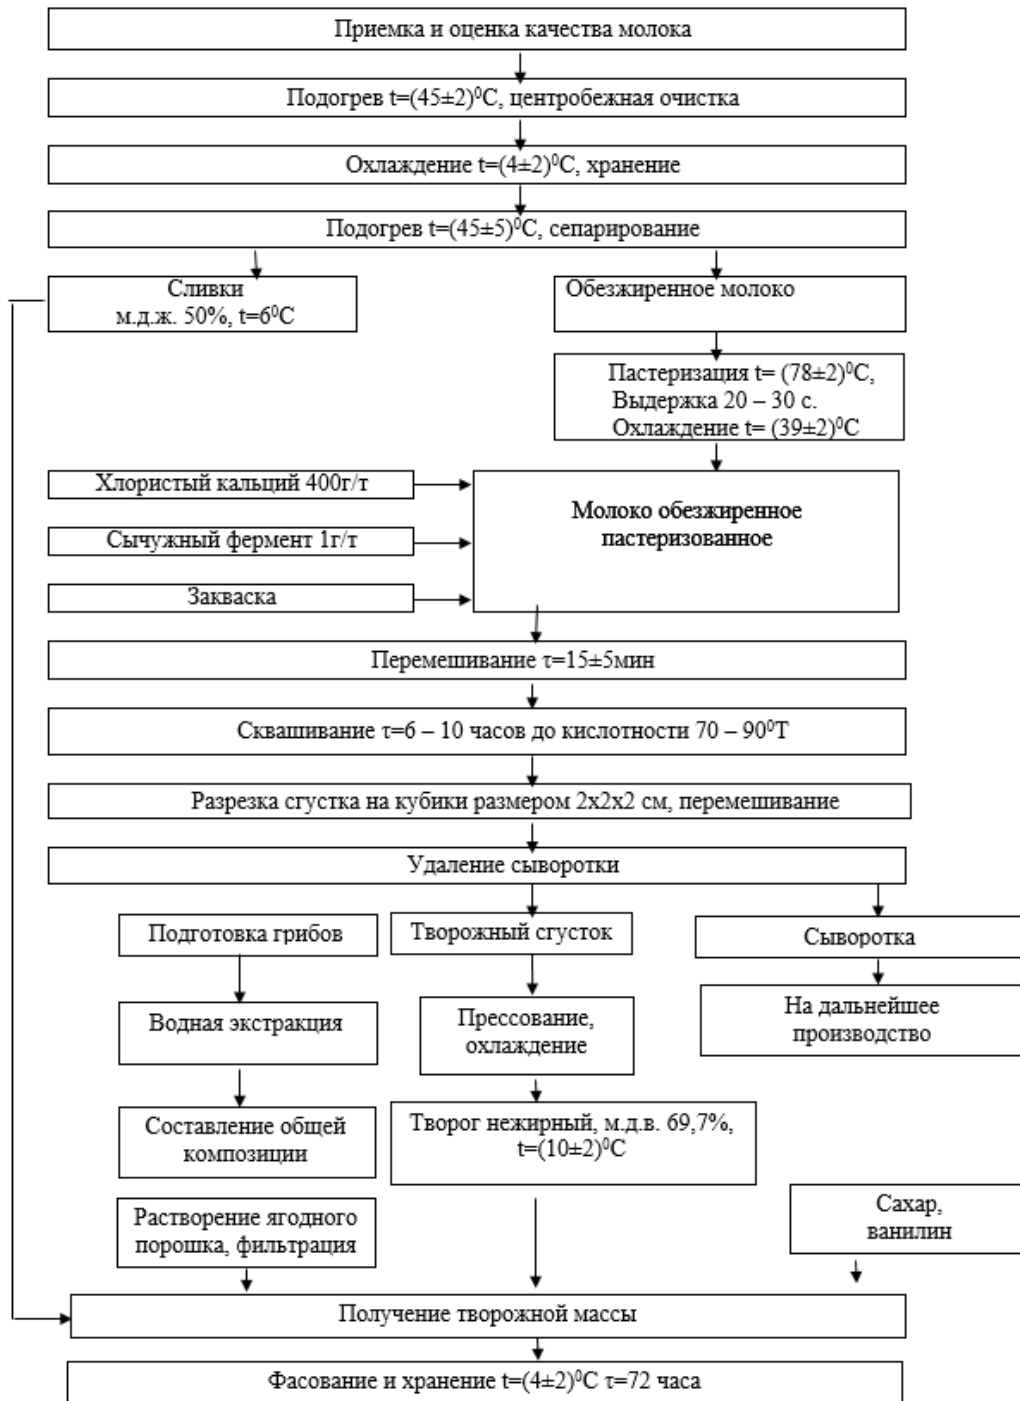 Приемка и оценка качества молока
Подогрев t=(45±2)⁰С, центробежная очистка
Охлаждение t=(4±2)⁰С, хранение
Подогрев t=(45±5)⁰С, сепарирование
Сливки
м.д.ж. 50%, t=6⁰С
Обезжиренное молоко
Пастеризация t= (78±2)⁰С,
Выдержка 20 – 30 с.
Охлаждение t= (39±2)⁰С
Хлористый кальций 400г/т
Сычужный фермент 1г/т
Закваска
Молоко обезжиренное
пастеризованное
Перемешивание τ=15±5мин
Сквашивание τ=6 – 10 часов до кислотности 70 – 90⁰Т
Разрезка сгустка на кубики размером 2х2х2 см, перемешивание
Удаление сыворотки
Подготовка грибов
Творожный сгусток
Сыворотка
Водная экстракция
Прессование,
охлаждение
На дальнейшее
производство
Составление общей
композиции
Творог нежирный, м.д.в. 69,7%,
t=(10±2)⁰С
Растворение ягодного
порошка, фильтрация
Сахар,
ванилин
Получение творожной массы
Фасование и хранение t=(4±2)⁰С τ=72 часа